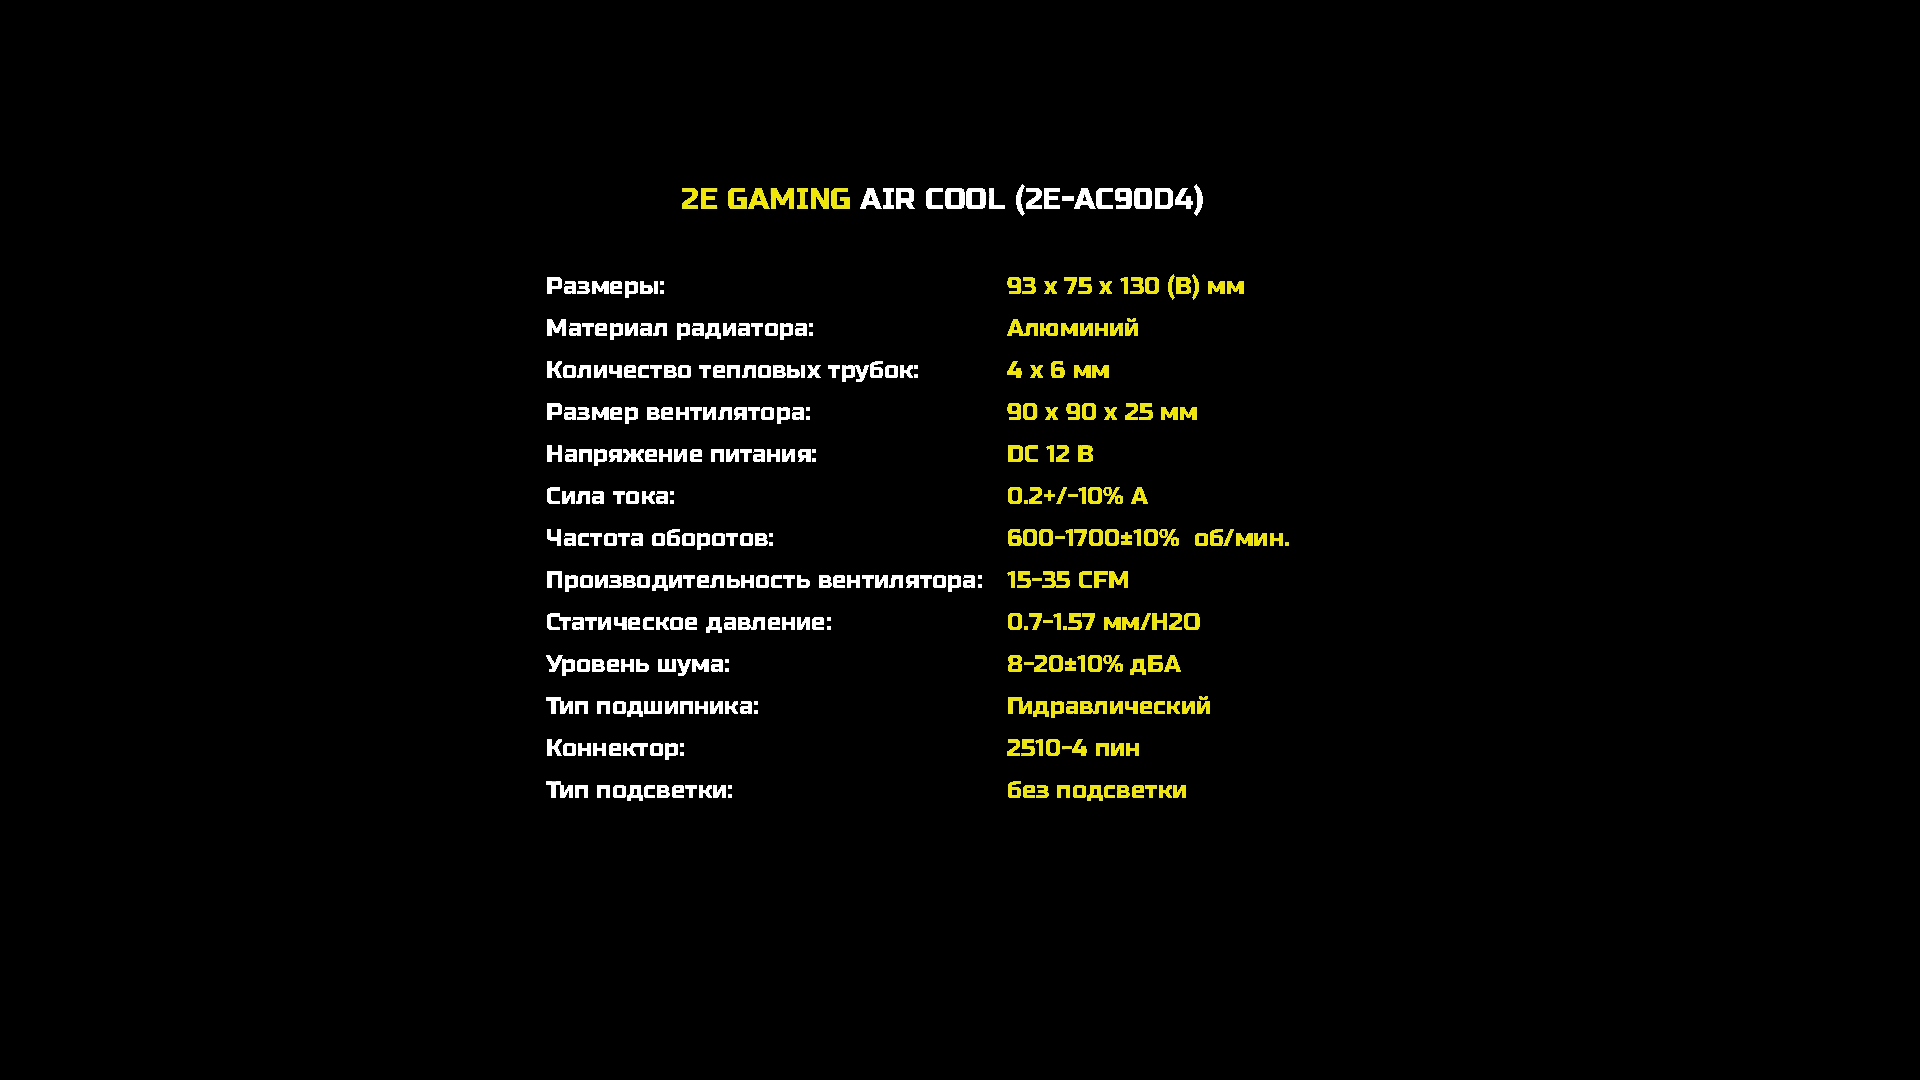 2E GAMING AIR COOL (2E-AC90D4)
Размеры: 93 x 75 x 130 (В) мм
Материал радиатора: Алюминий
Количество тепловых трубок: 4 x 6 мм
Размер вентилятора: 90 x 90 x 25 мм
Напряжение питания: DC 12 В
Сила тока: 0.2+/-10% А
Частота оборотов: 600-1700±10% об/мин.
Производительность вентилятора: 15-35 CFM
Статическое давление: 0.7-1.57 мм/H2O
Уровень шума: 8-20±10% дБА
Тип подшипника: Гидравлический
Коннектор: 2510-4 пин
Тип подсветки: без подсветки